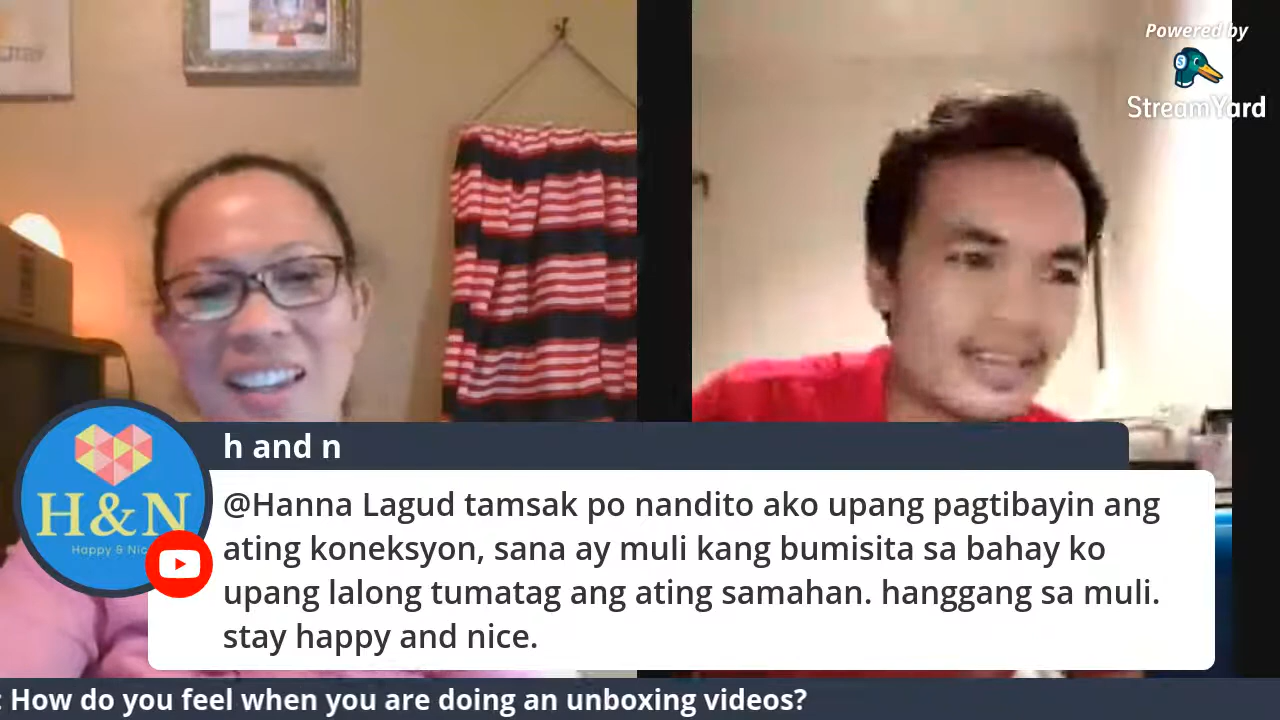 Powered by
StreamYard
h and n
@Hanna Lagud tamsak po nandito ako upang pagtibayin ang
ating koneksyon, sana ay muli kang bumisita sa bahay ko
upang lalong tumatag ang ating samahan. hanggang sa muli.
stay happy and nice.
H&N
Happy & Nic
: How do you feel when you are doing an unboxing videos?